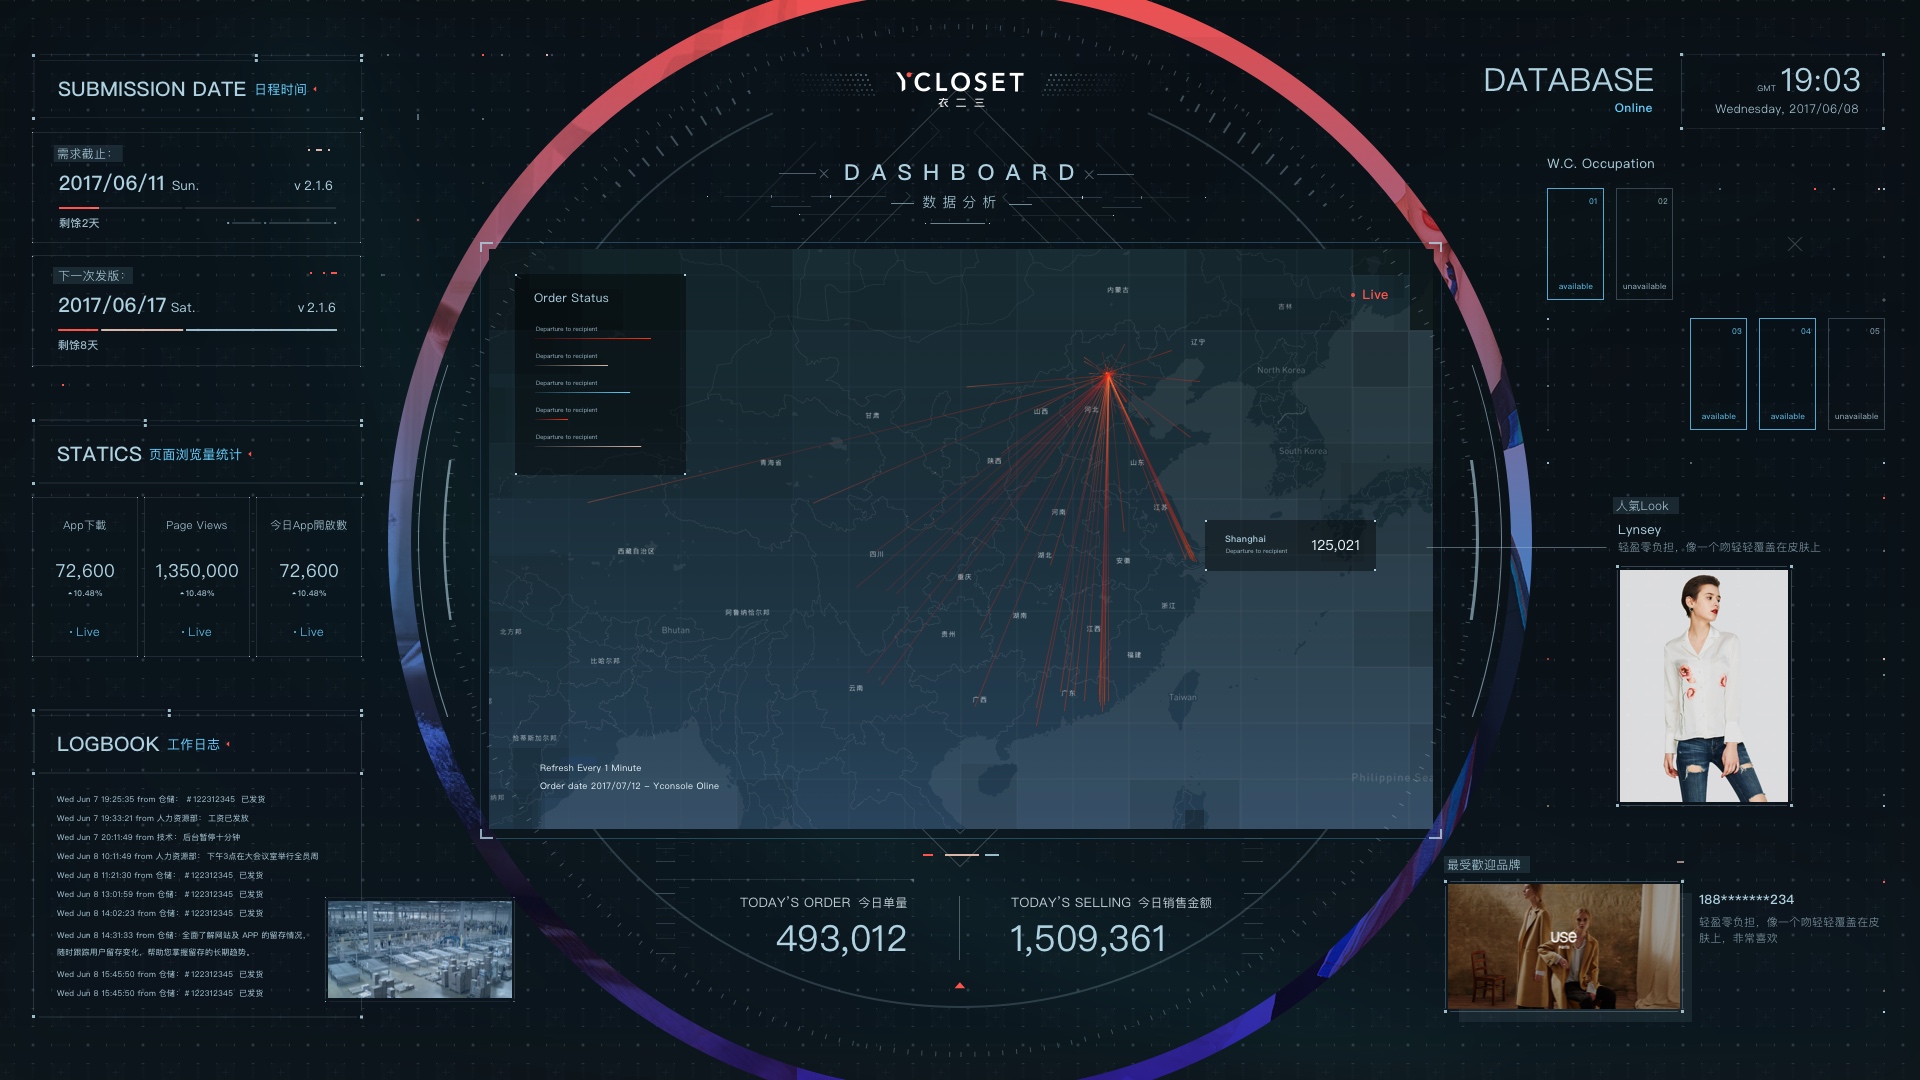 SUBMISSION DATE 日程时间
需求截止：
2017/06/11 Sun. v 2.1.6
剩馀2天
下一次发版：
2017/06/17 Sat. v 2.1.6
剩馀8天
STATICS 页面浏览量统计
App下載
72,600
10.48%
Live
Page Views
1,350,000
10.48%
Live
今日App開啟數
72,600
10.48%
Live
LOGBOOK 工作日志
Wed Jun 7 19:25:35 from 仓储： #122312345 已发货
Wed Jun 7 19:33:21 from 人力资源部： 工资已发放
Wed Jun 7 20:11:49 from 技术： 后台暂停十分钟
Wed Jun 8 10:11:49 from 人力资源部： 下午3点在大会议室举行全员周
Wed Jun 8 11:21:30 from 仓储： #122312345 已发货
Wed Jun 8 13:01:59 from 仓储： #122312345 已发货
Wed Jun 8 14:02:23 from 仓储： #122312345 已发货
Wed Jun 8 14:31:33 from 仓储：全面了解网站及 APP 的留存情况，
随时跟踪用户留存变化，帮助您掌握留存的长期趋势。
Wed Jun 8 15:45:50 from 仓储： #122312345 已发货
Wed Jun 8 15:45:50 from 仓储： #122312345 已发货
YCLOSET
衣二三
DASHBOARD
数据分析
Order Status
Departure to recipient
Departure to recipient
Departure to recipient
Departure to recipient
Departure to recipient
Live
内蒙古
吉林
辽宁
North Korea
山西
河北
甘肃
South Korea
青海省
陕西
山东
河南
江苏
Shanghai
Departure to recipient
125,021
西藏自治区
四川
湖北
安徽
重庆
阿鲁纳恰尔邦
浙江
湖南
北方邦
Bhutan
贵州
江西
比哈尔邦
福建
云南
广西
广东
Taiwan
恰蒂斯加尔邦
Philippine Sea
纳邦
Refresh Every 1 Minute
Order date 2017/07/12 - Yconsole Oline
TODAY'S ORDER 今日单量
493,012
TODAY'S SELLING 今日销售金额
1,509,361
DATABASE
Online
GMT 19:03
Wednesday, 2017/06/08
W.C. Occupation
01
available
02
unavailable
03
available
04
available
05
unavailable
人氣Look
Lynsey
轻盈零负担，像一个吻轻轻覆盖在皮肤上
最受歡迎品牌
use
188*******234
轻盈零负担，像一个吻轻轻覆盖在皮
肤上，非常喜欢